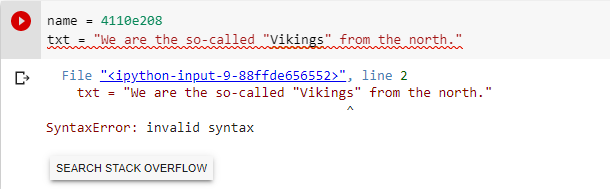 name = 4110e208
txt = "We are the so-called "Vikings" from the north."
File "<ipython-input-9-88ffde656552>", line 2
txt = "We are the so-called "Vikings" from the north."
^
SyntaxError: invalid syntax
SEARCH STACK OVERFLOW